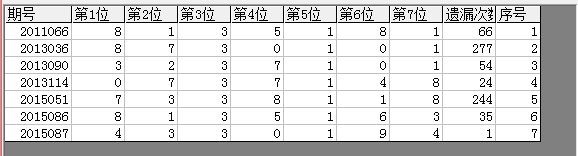 期号 第1位 第2位 第3位 第4位 第5位 第6位 第7位 遗漏次数 序号
2011066 8 1 3 5 1 8 1 66 1
2013036 8 7 3 0 1 0 1 277 2
2013090 3 2 3 7 1 0 1 54 3
2013114 0 7 3 7 1 4 8 24 4
2015051 7 3 3 8 1 1 8 244 5
2015086 8 1 3 5 1 6 3 35 6
2015087 4 3 3 0 1 9 4 1 7